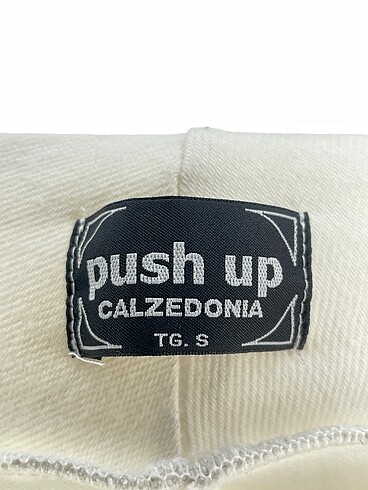 push up
CALZEDONIA
TG. S